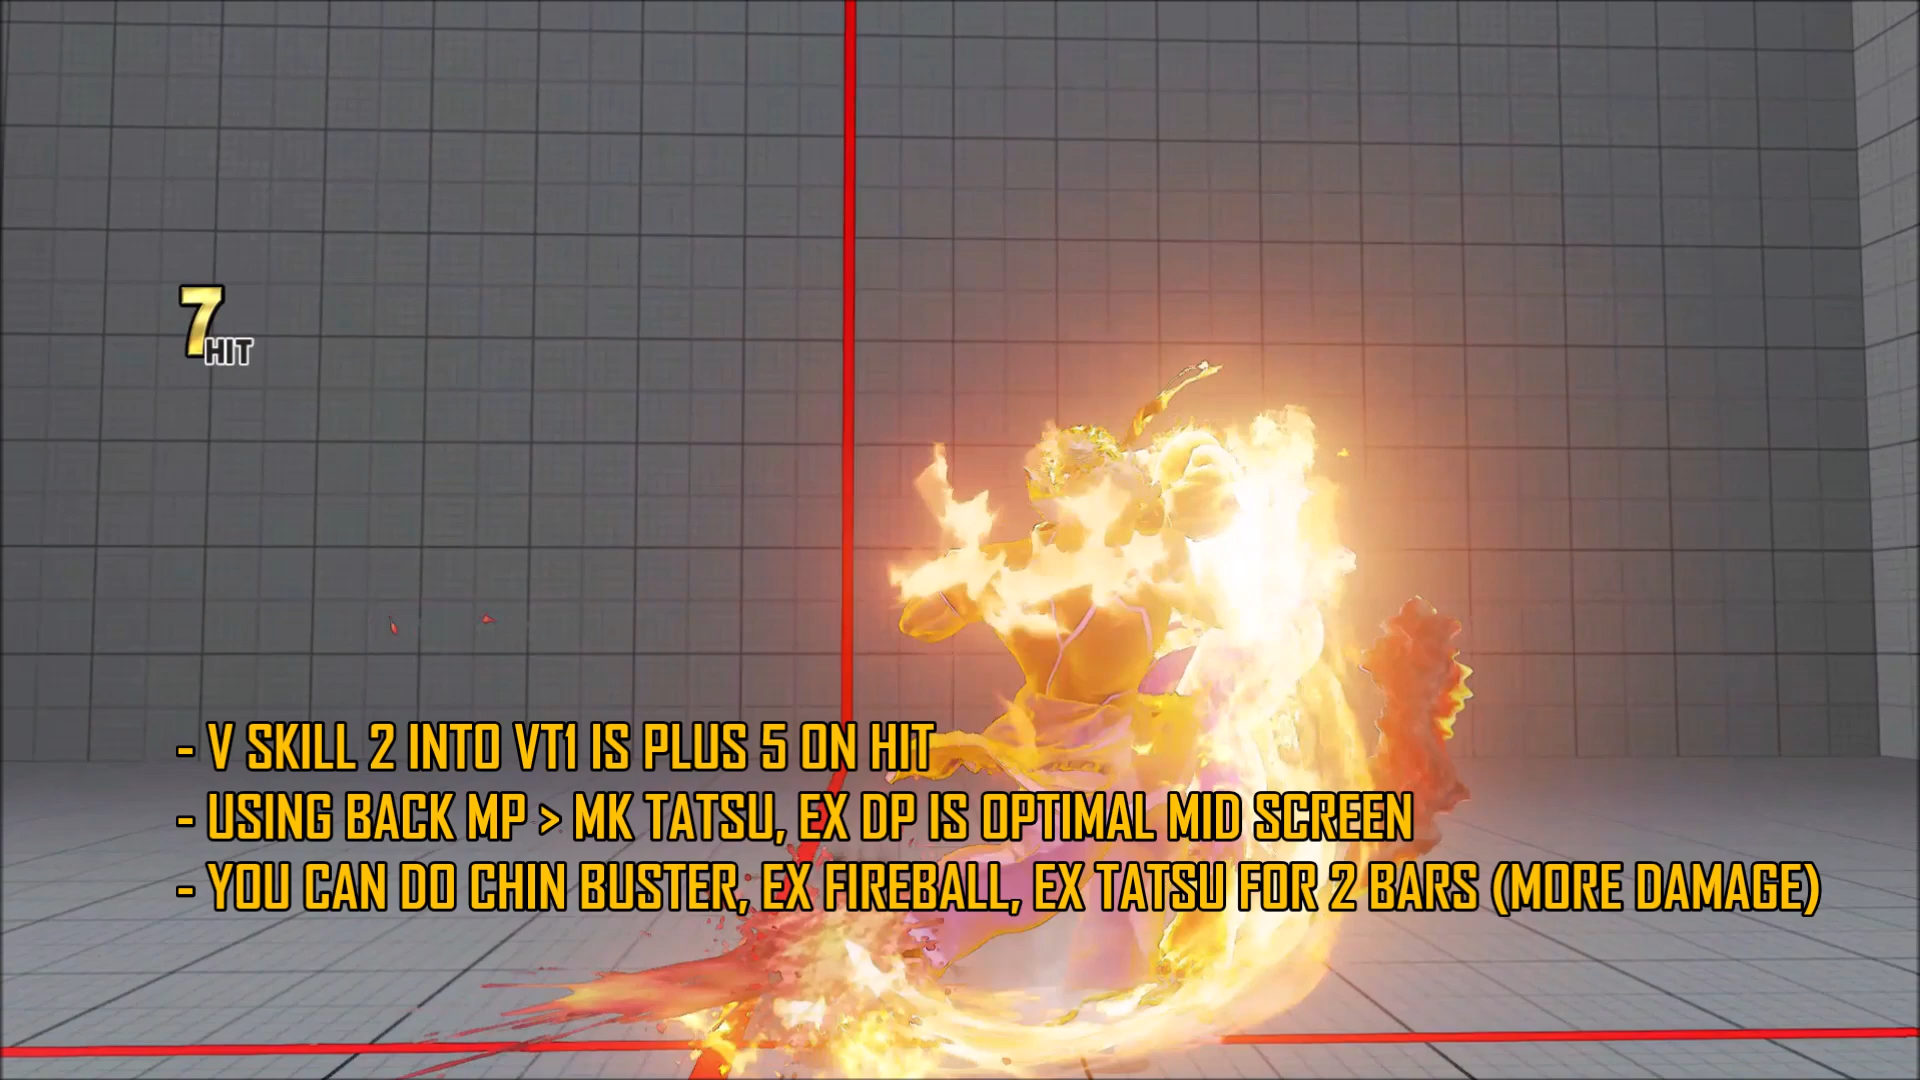 7
HIT
- V SKILL 2 INTO VT1 IS PLUS 5 ON HIT
- USING BACK MP > MK TATSU, EX DP IS OPTIMAL MID SCREEN
- YOU CAN DO CHIN BUSTER, EX FIREBALL, EX TATSU FOR 2 BARS (MORE DAMAGE)